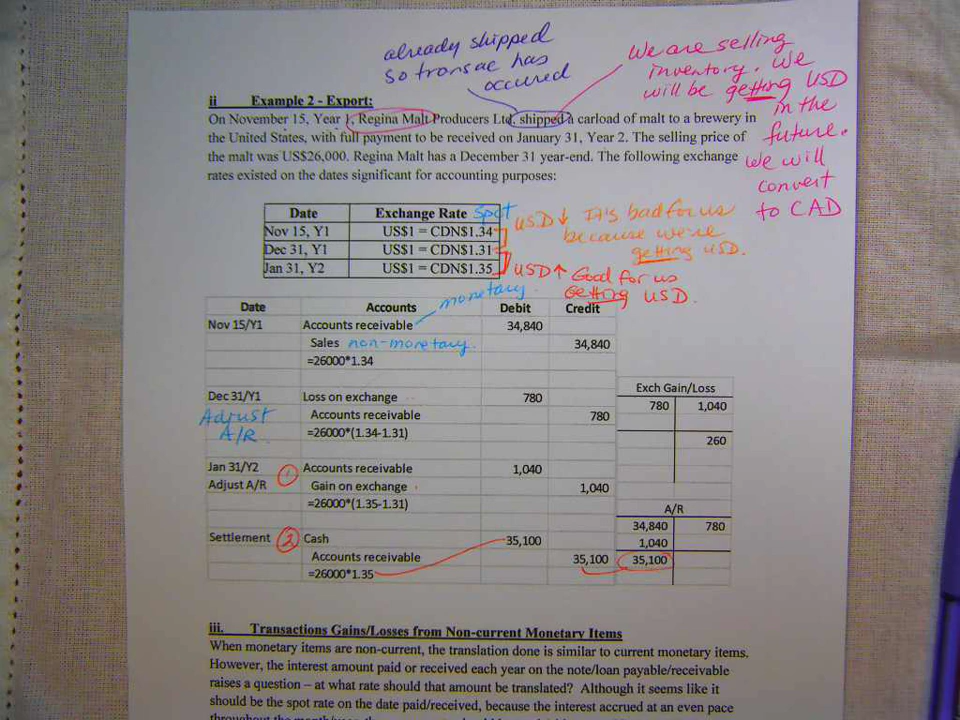 already shipped
so transac has
occured
We are selling
inventory. We
will be getting USD
in the
future.
We will
convert
to CAD
ii Example 2 - Export:
On November 15, Year 1, Regina Malt Producers Ltd. shipped a carload of malt to a brewery in
the United States, with full payment to be received on January 31, Year 2. The selling price of
the malt was US$26,000. Regina Malt has a December 31 year-end. The following exchange
rates existed on the dates significant for accounting purposes:
Date Exchange Rate Spot
Nov 15, Y1 US$1 = CDN$1.34
Dec 31, Y1 US$1 = CDN$1.31
Jan 31, Y2 US$1 = CDN$1.35
USD↓ It's bad for us
because we're
getting USD.
USD↑ Good for us
Getting USD.
monetary.
Date Accounts Debit Credit
Nov 15/Y1 Accounts receivable 34,840
Sales non-monetary. 34,840
=26000*1.34
Dec 31/Y1 Loss on exchange 780
Adjust Accounts receivable 780
A/R =26000*(1.34-1.31)
Jan 31/Y2 1 Accounts receivable 1,040
Adjust A/R Gain on exchange 1,040
=26000*(1.35-1.31)
Settlement 2 Cash 35,100
Accounts receivable 35,100
=26000*1.35
Exch Gain/Loss
780 1,040
260
A/R
34,840 780
1,040
35,100
iii. Transactions Gains/Losses from Non-current Monetary Items
When monetary items are non-current, the translation done is similar to current monetary items.
However, the interest amount paid or received each year on the note/loan payable/receivable
raises a question – at what rate should that amount be translated? Although it seems like it
should be the spot rate on the date paid/received, because the interest accrued at an even pace